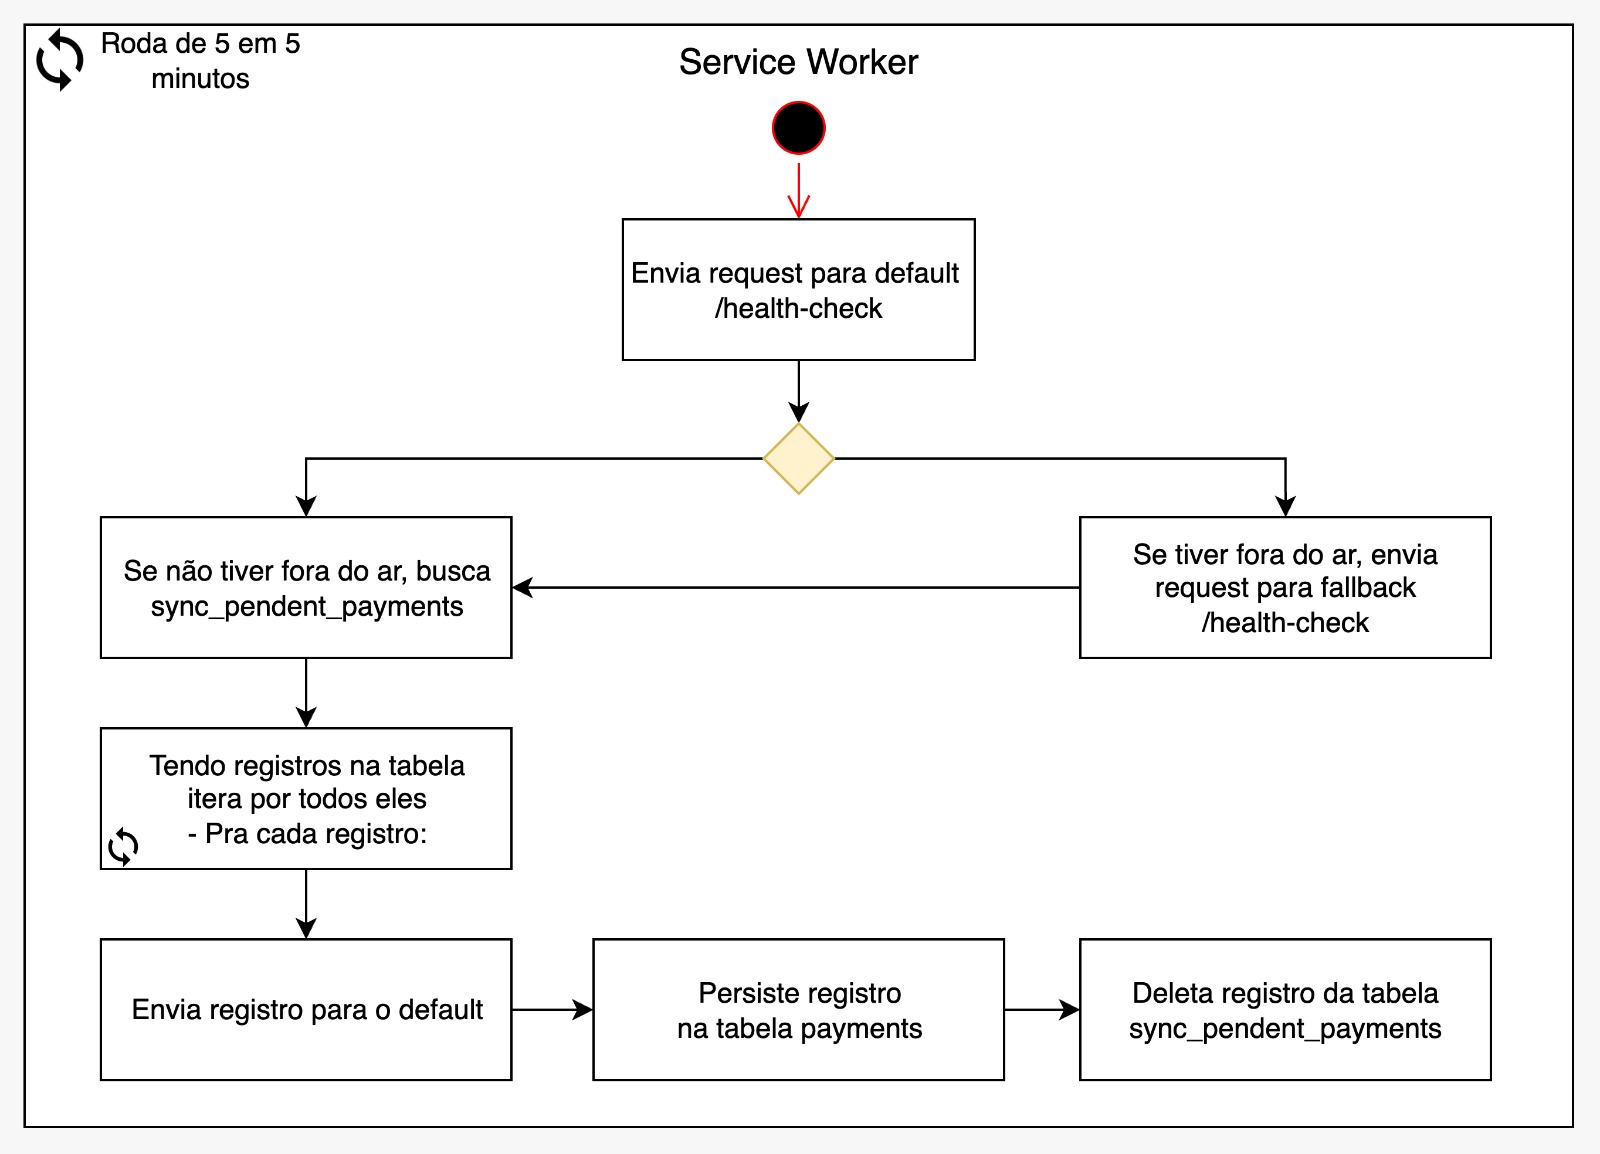 Roda de 5 em 5
minutos
Service Worker
Envia request para default
/health-check
Se não tiver fora do ar, busca
sync_pendent_payments
Se tiver fora do ar, envia
request para fallback
/health-check
Tendo registros na tabela
itera por todos eles
- Pra cada registro:
Envia registro para o default
Persiste registro
na tabela payments
Deleta registro da tabela
sync_pendent_payments